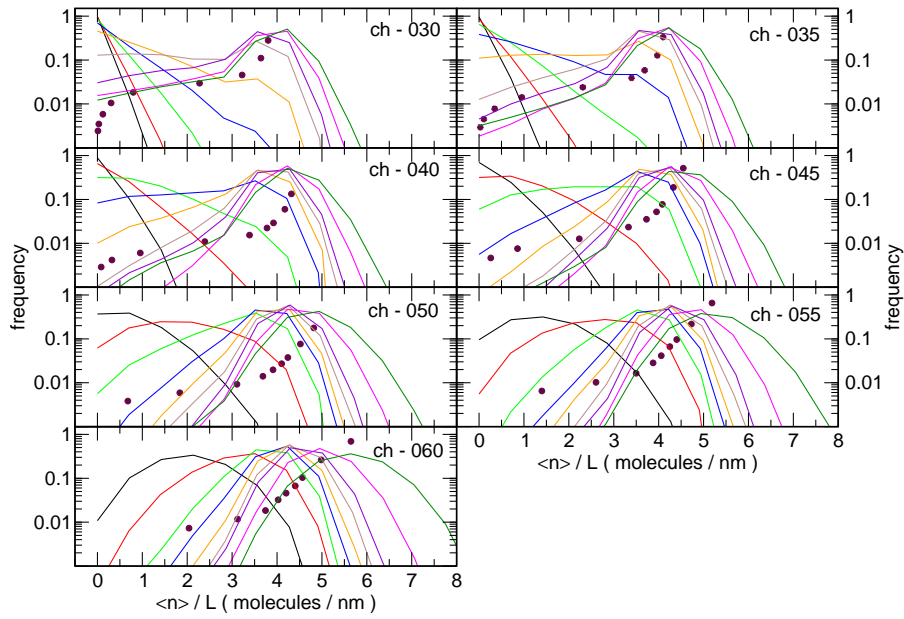 1
0.1
0.01
ch - 030
ch - 035
1
0.1
0.01
1
0.1
0.01
frequency
ch - 040
ch - 045
1
0.1
0.01
frequency
1
0.1
0.01
ch - 050
ch - 055
1
0.1
0.01
0 1 2 3 4 5 6 7 8
<n> / L ( molecules / nm )
1
0.1
0.01
ch - 060
0 1 2 3 4 5 6 7 8
<n> / L ( molecules / nm )